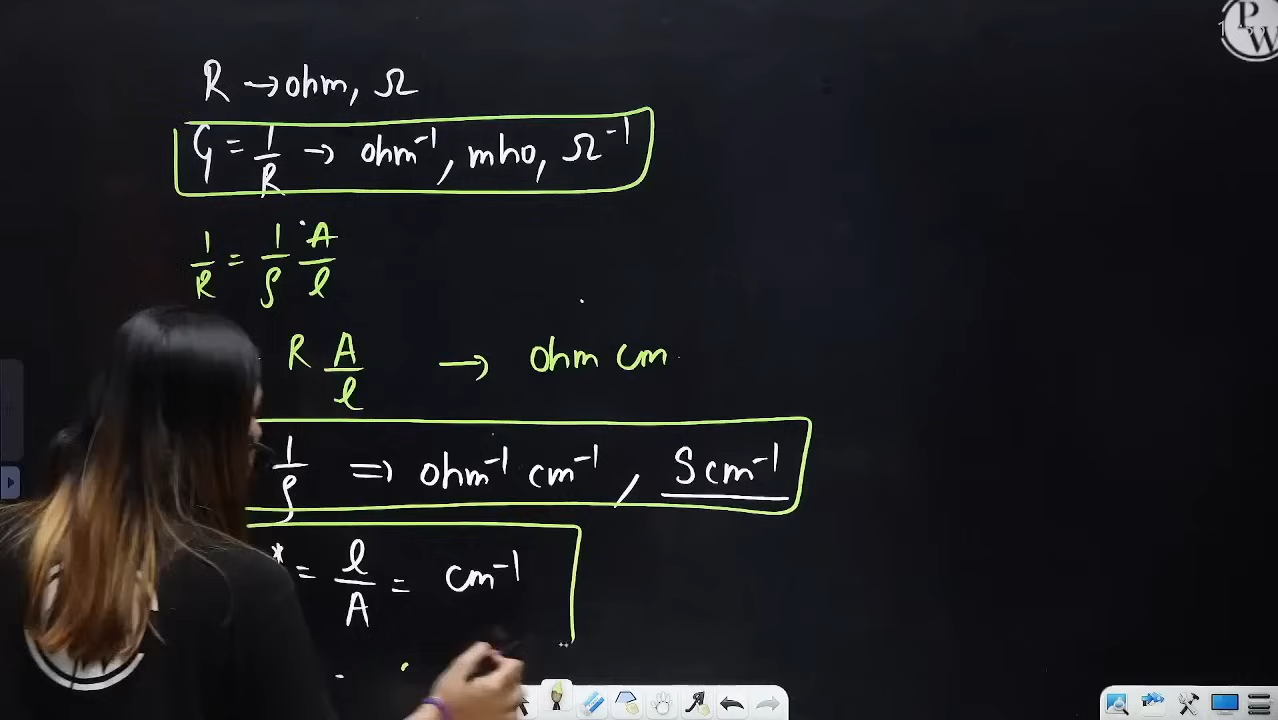 PW
R → ohm, Ω
G = 1/R → ohm⁻¹, mho, Ω⁻¹
1/R = 1/ρ A/l
R A/l → ohm cm
1/ρ ⇒ ohm⁻¹ cm⁻¹, S cm⁻¹
* = l/A = cm⁻¹